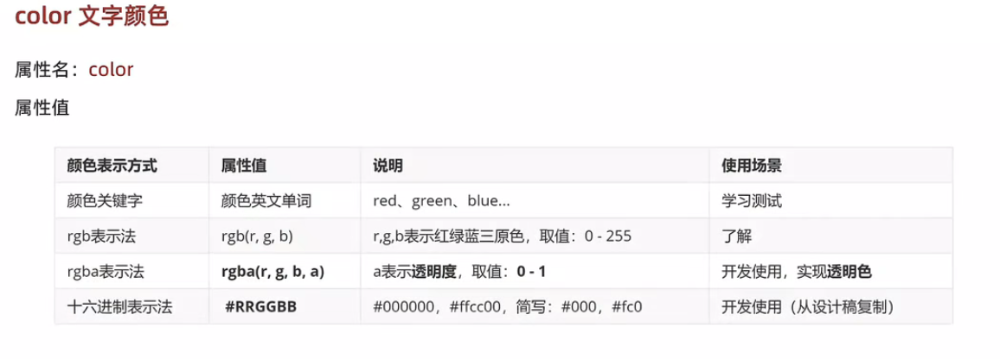 color 文字颜色
属性名：color
属性值
颜色表示方式 属性值 说明 使用场景
颜色关键字 颜色英文单词 red、green、blue... 学习测试
rgb表示法 rgb(r, g, b) r,g,b表示红绿蓝三原色，取值：0 - 255 了解
rgba表示法 rgba(r, g, b, a) a表示透明度，取值：0 - 1 开发使用，实现透明色
十六进制表示法 #RRGGBB #000000，#ffcc00，简写：#000，#fc0 开发使用（从设计稿复制）